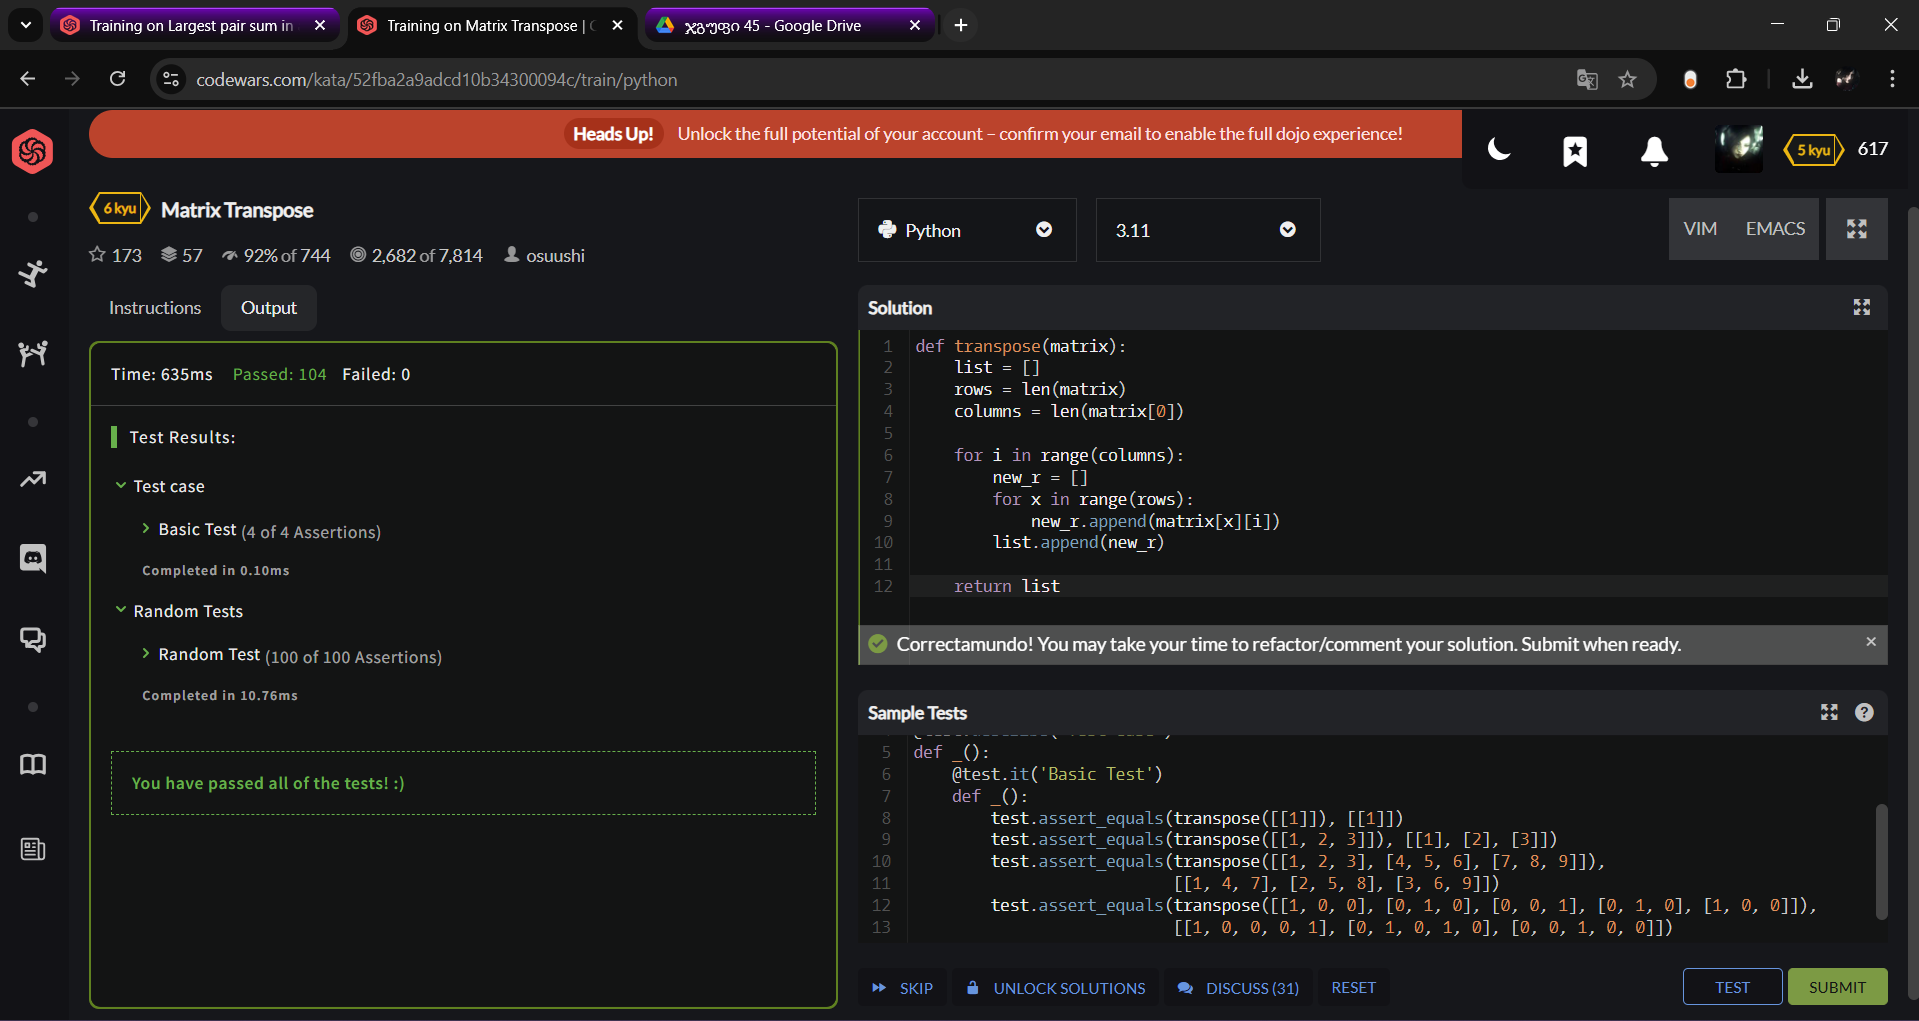 Training on Largest pair sum in
Training on Matrix Transpose |
ჯგუფი 45 - Google Drive
codewars.com/kata/52fba2a9adcd10b34300094c/train/python
Heads Up! Unlock the full potential of your account – confirm your email to enable the full dojo experience!
5 kyu 617
6 kyu Matrix Transpose
173 57 92% of 744 2,682 of 7,814 osuushi
Python
3.11
VIM EMACS
Instructions Output
Time: 635ms Passed: 104 Failed: 0
Test Results:
Test case
Basic Test (4 of 4 Assertions)
Completed in 0.10ms
Random Tests
Random Test (100 of 100 Assertions)
Completed in 10.76ms
You have passed all of the tests! :)
Solution
1 def transpose(matrix):
2     list = []
3     rows = len(matrix)
4     columns = len(matrix[0])
5
6     for i in range(columns):
7         new_r = []
8         for x in range(rows):
9             new_r.append(matrix[x][i])
10         list.append(new_r)
11
12     return list
Correctamundo! You may take your time to refactor/comment your solution. Submit when ready.
Sample Tests
5 def _():
6     @test.it('Basic Test')
7     def _():
8         test.assert_equals(transpose([[1]]), [[1]])
9         test.assert_equals(transpose([[1, 2, 3]]), [[1], [2], [3]])
10         test.assert_equals(transpose([[1, 2, 3], [4, 5, 6], [7, 8, 9]]),
11                            [[1, 4, 7], [2, 5, 8], [3, 6, 9]])
12         test.assert_equals(transpose([[1, 0, 0], [0, 1, 0], [0, 0, 1], [0, 1, 0], [1, 0, 0]]),
13                            [[1, 0, 0, 0, 1], [0, 1, 0, 1, 0], [0, 0, 1, 0, 0]])
SKIP UNLOCK SOLUTIONS DISCUSS (31) RESET
TEST SUBMIT